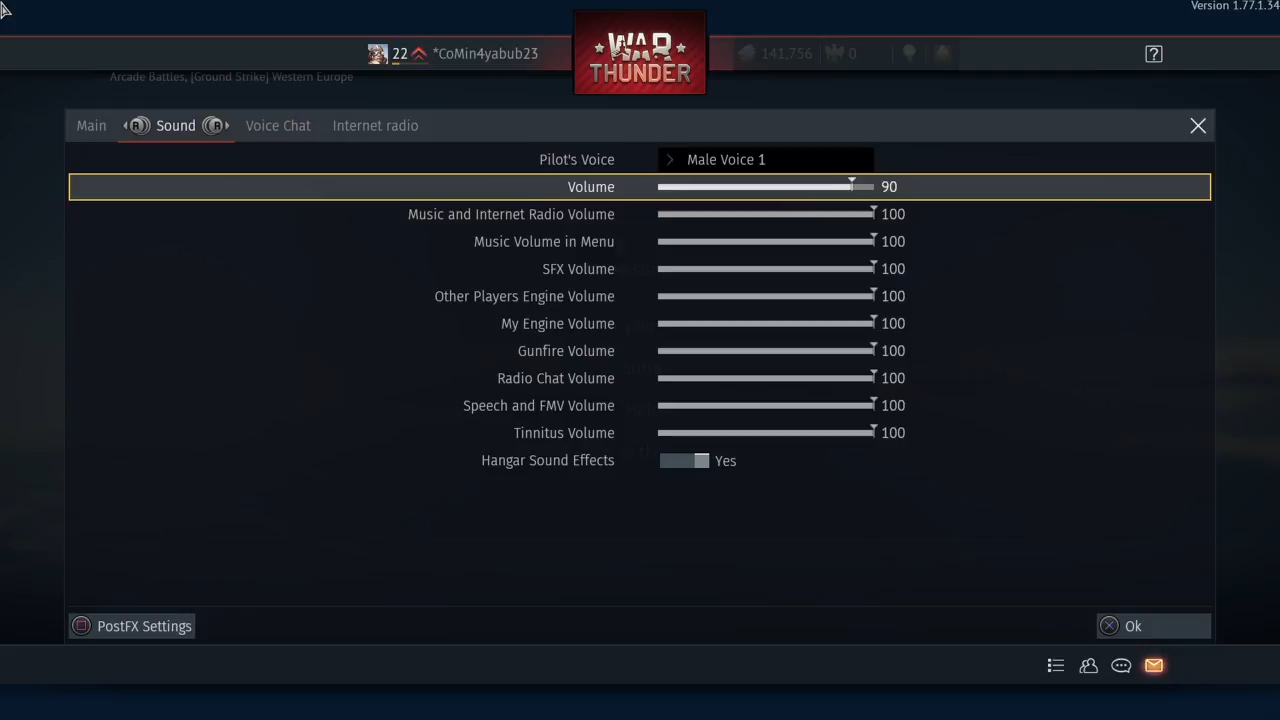 Version 1.77.1.34
22 *CoMin4yabub23
WAR THUNDER
141,756 0
?
Arcade Battles, [Ground Strike] Western Europe
Main R Sound R Voice Chat Internet radio
Pilot's Voice Male Voice 1
Volume 90
Music and Internet Radio Volume 100
Music Volume in Menu 100
SFX Volume 100
Other Players Engine Volume 100
My Engine Volume 100
Gunfire Volume 100
Radio Chat Volume 100
Speech and FMV Volume 100
Tinnitus Volume 100
Hangar Sound Effects Yes
PostFX Settings
Ok